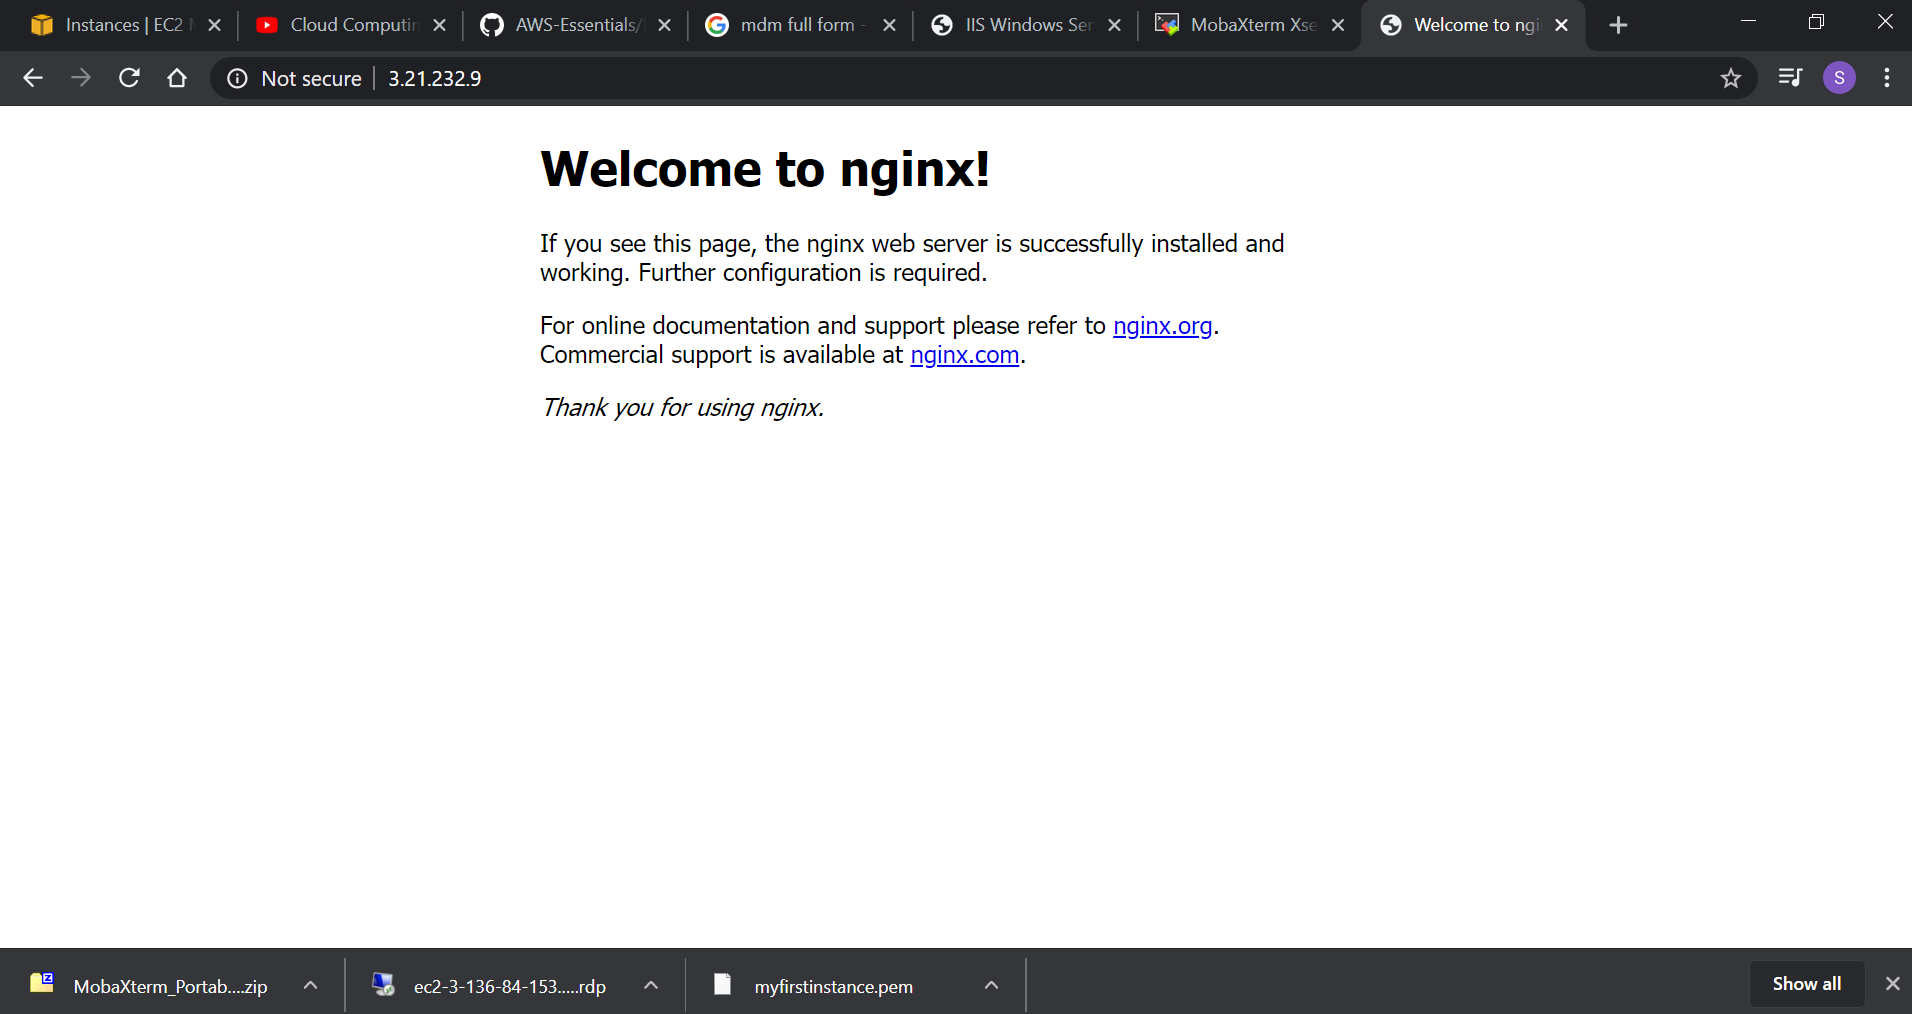 Instances | EC2
Cloud Computin
AWS-Essentials/
mdm full form -
IIS Windows Ser
MobaXterm Xse
Welcome to ngi
Not secure
3.21.232.9
S
Welcome to nginx!
If you see this page, the nginx web server is successfully installed and
working. Further configuration is required.
For online documentation and support please refer to nginx.org.
Commercial support is available at nginx.com.
Thank you for using nginx.
MobaXterm_Portab....zip
ec2-3-136-84-153.....rdp
myfirstinstance.pem
Show all